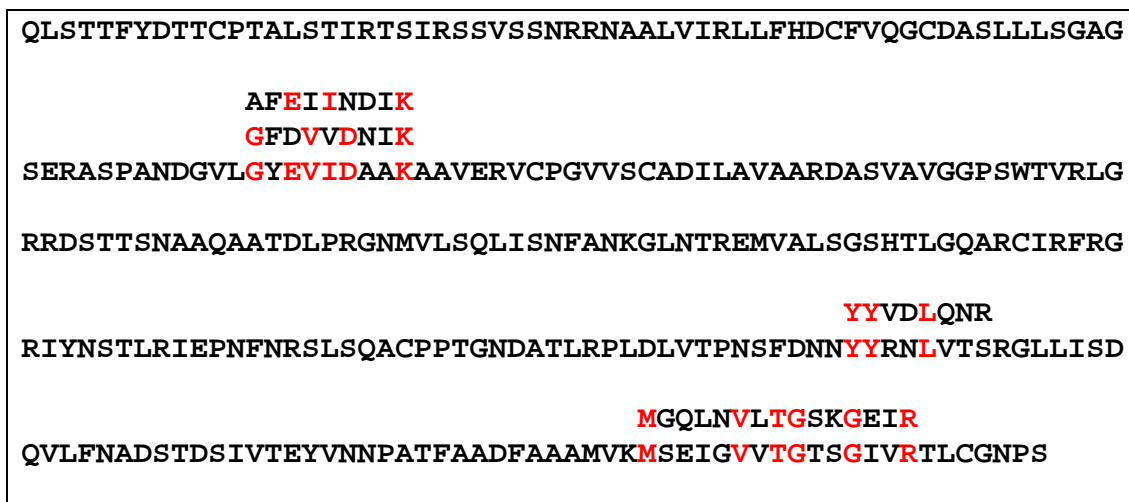 QLSTTFYDTTCPTALSTIRTSIRSSVSSNRRNAALVIRLLFHDCFVQGCDASLLLSGAG
AFEIINDIK
GFDVVDNIK
SERASPANDGVLGYEVIDAAKAAVERVCPGVVSCADILAVAARDASVAVGGPSWTVRLG
RRDSTTSNAAQAATDLPRGNMVLSQLISNFANKGLNTREMVALSGSHTLGQARCIRFRG
YYVDLQNR
RIYNSTLRIEPNFNRSLSQACPPTGNDATLRPLDLVTPNSFDNNYYRNLVTSRGLLISD
MGQLNVLTGSKGEIR
QVLFNADSTDSIVTEYVNNPATFAADFAAAMVKMSEIGVVTGTSGIVRTLCGNPS